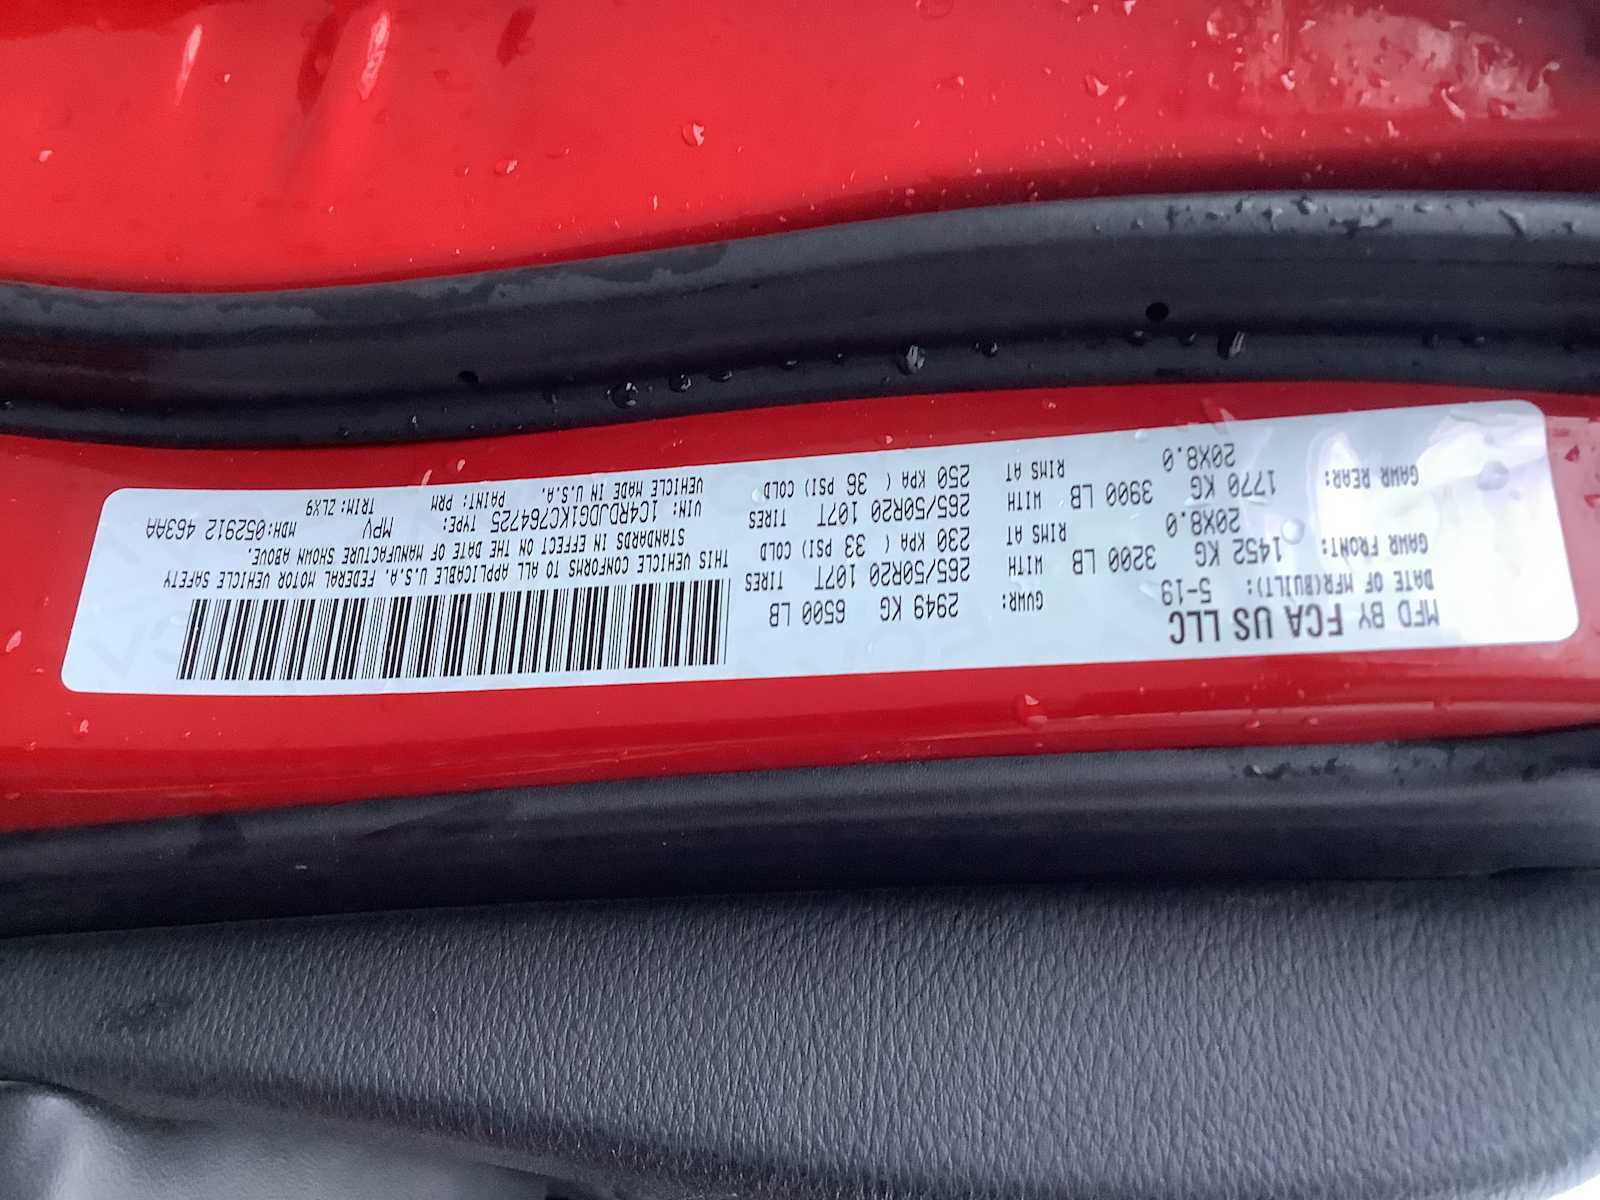 MFD BY FCA US LLC
DATE OF MFR(BUILT): 5-19
GVWR: 2949 KG 6500 LB
GAWR FRONT: 1452 KG 3200 LB WITH 265/50R20 107T TIRES
20X8.0 RIMS AT 230 KPA ( 33 PSI) COLD
GAWR REAR: 1770 KG 3900 LB WITH 265/50R20 107T TIRES
20X8.0 RIMS AT 250 KPA ( 36 PSI) COLD
THIS VEHICLE CONFORMS TO ALL APPLICABLE U.S.A. FEDERAL MOTOR VEHICLE SAFETY
STANDARDS IN EFFECT ON THE DATE OF MANUFACTURE SHOWN ABOVE.
VIN: 1C4RDJDG1KC764725 TYPE: MPV MDH:052912 463AA
VEHICLE MADE IN U.S.A. PAINT: PRM TRIM:ZLX9